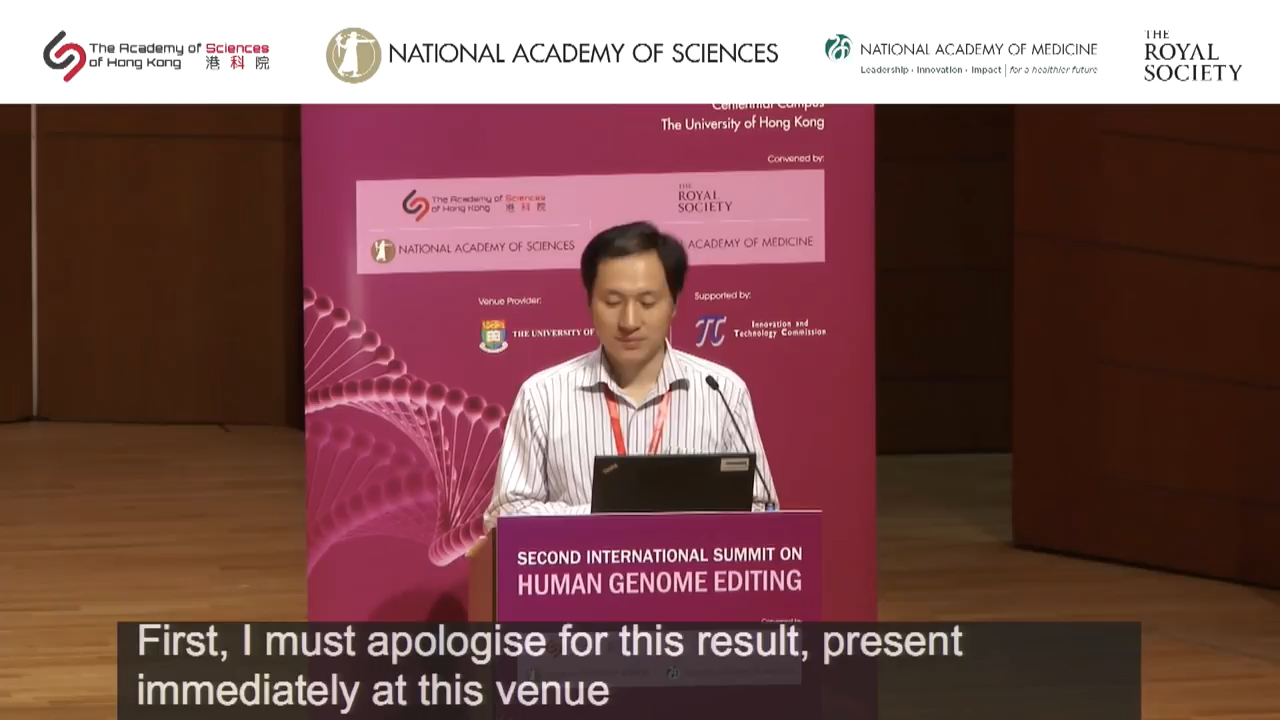 The Academy of Sciences
of Hong Kong 港科院
NATIONAL ACADEMY OF SCIENCES
NATIONAL ACADEMY OF MEDICINE
Leadership · Innovation · Impact | for a healthier future
THE
ROYAL
SOCIETY
Centennial Campus
The University of Hong Kong
Convened by:
The Academy of Sciences
of Hong Kong 港科院
THE
ROYAL
SOCIETY
NATIONAL ACADEMY OF SCIENCES
ACADEMY OF MEDICINE
Venue Provider:
THE UNIVERSITY OF
Supported by:
Innovation and
Technology Commission
SECOND INTERNATIONAL SUMMIT ON
HUMAN GENOME EDITING
Convened by
First, I must apologise for this result, present
immediately at this venue